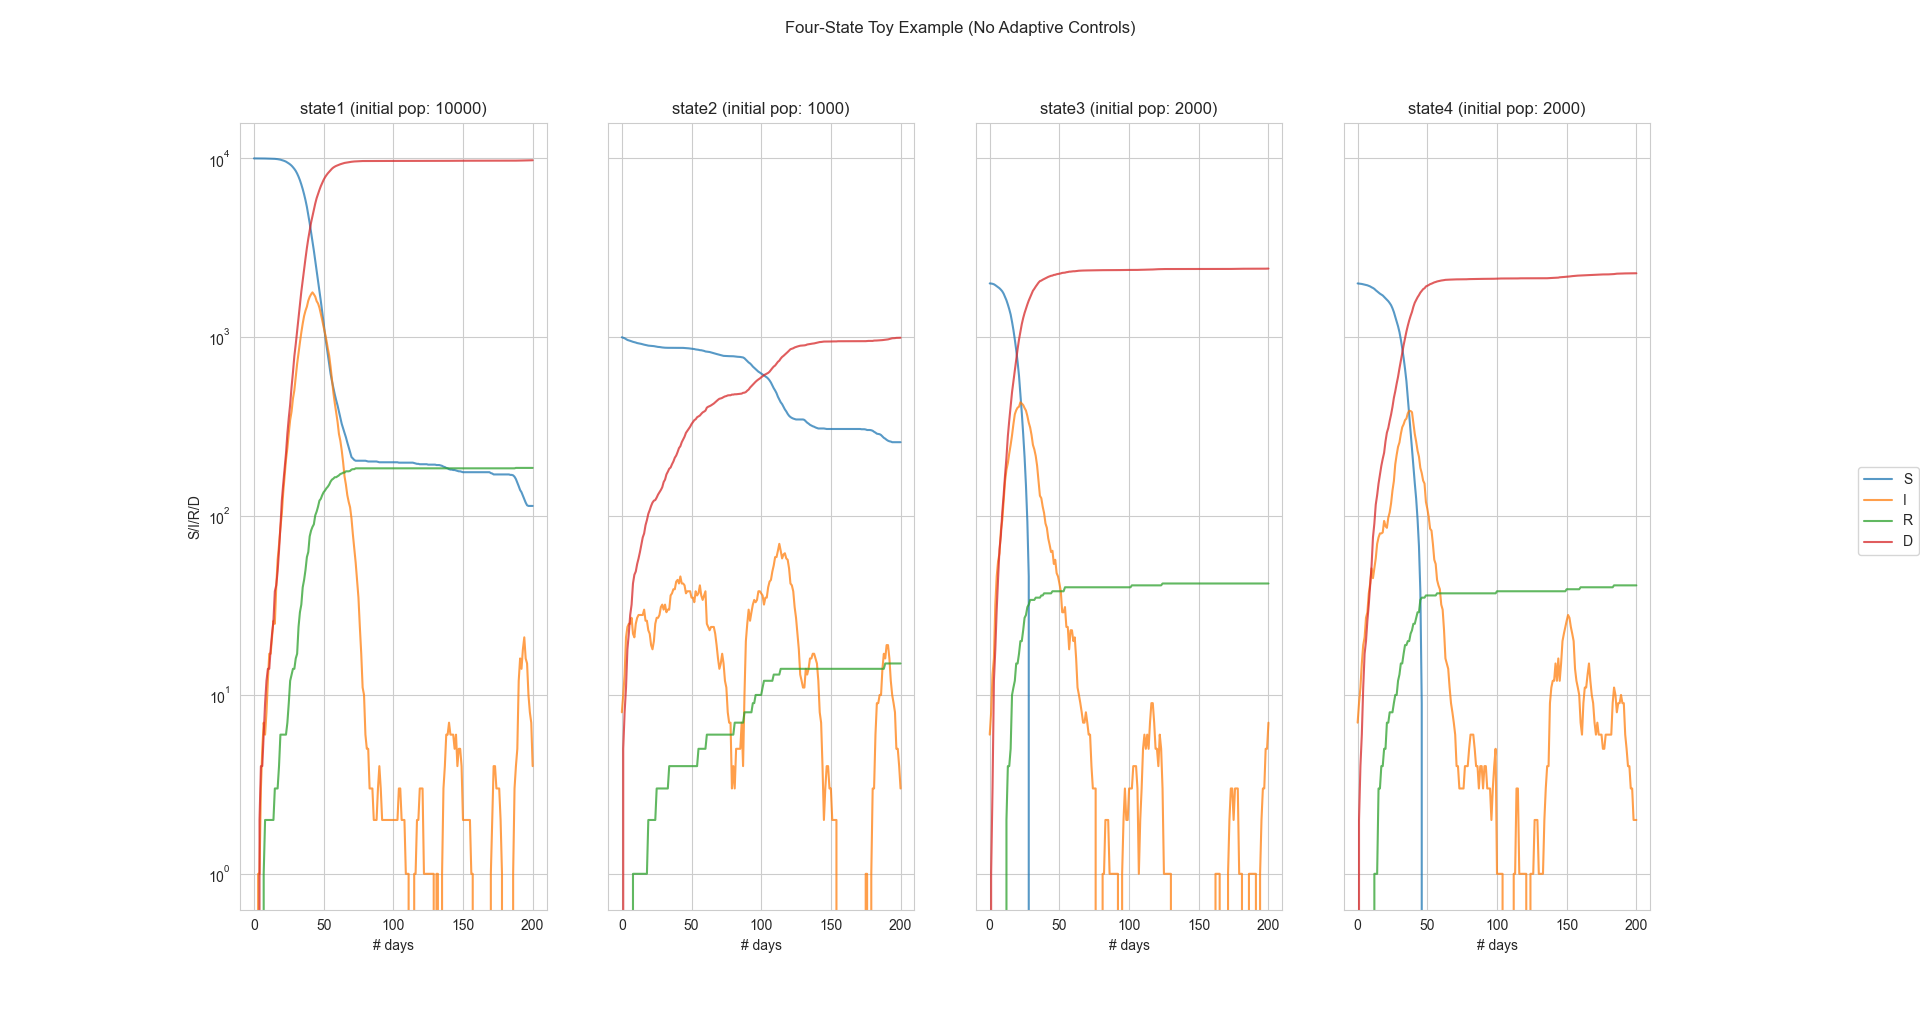 Four-State Toy Example (No Adaptive Controls)
state1 (initial pop: 10000)
state2 (initial pop: 1000)
state3 (initial pop: 2000)
state4 (initial pop: 2000)
S/I/R/D
10^4
10^3
10^2
10^1
10^0
0 50 100 150 200
# days
0 50 100 150 200
# days
0 50 100 150 200
# days
0 50 100 150 200
# days
S
I
R
D